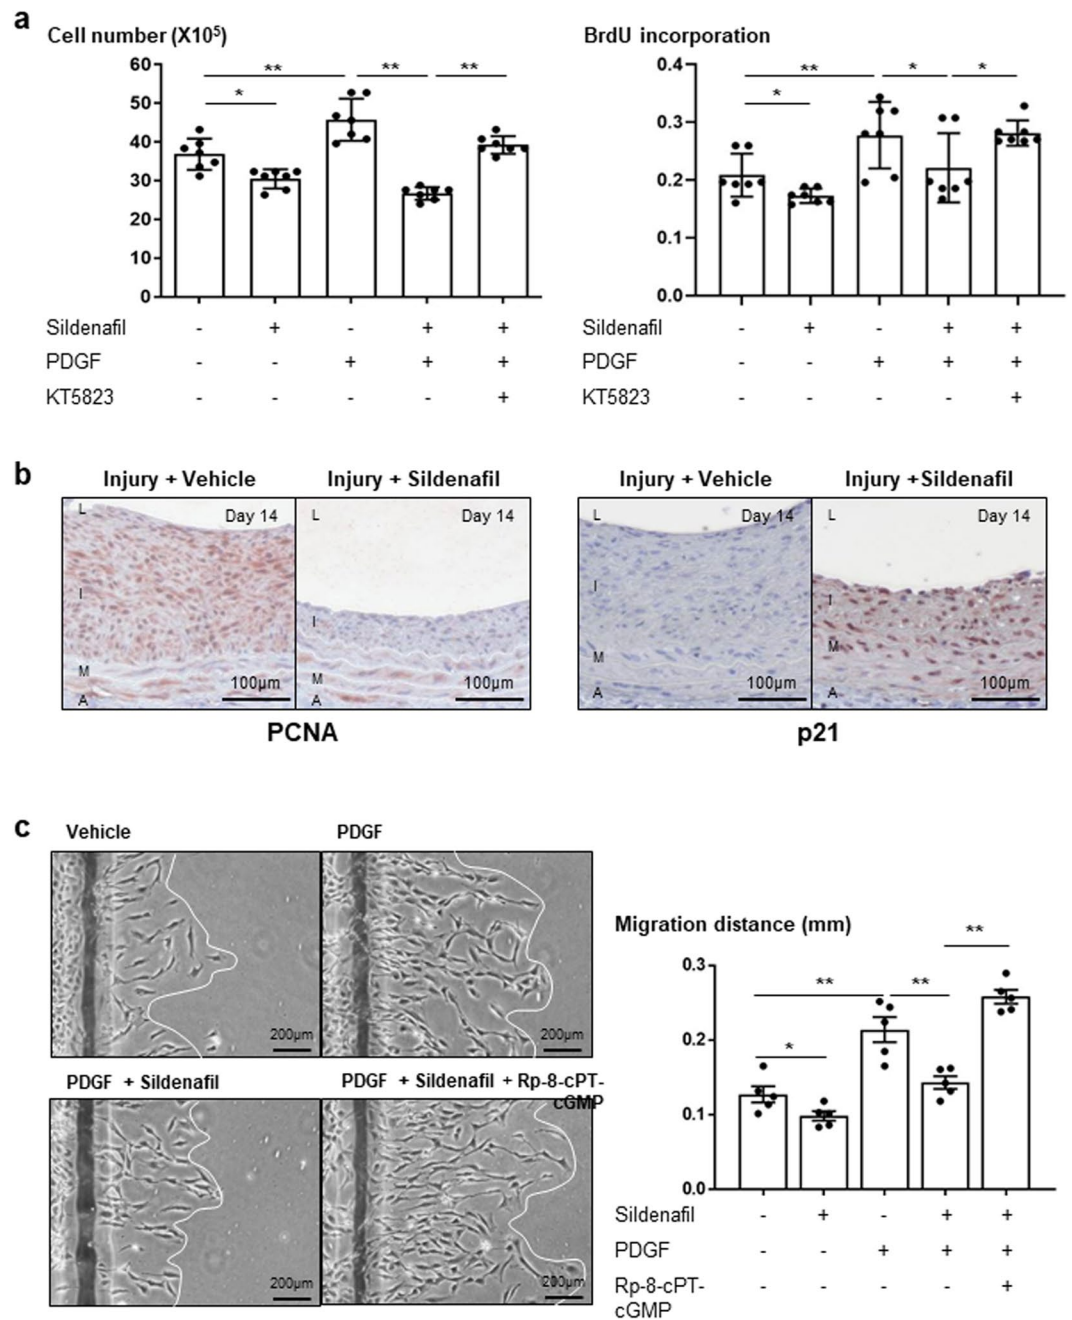 a
Cell number (X10⁵)
BrdU incorporation
60
50
40
30
20
10
0
** ** **
*
0.4
0.3
0.2
0.1
0.0
** * *
*
Sildenafil - + - + +
PDGF - - + + +
KT5823 - - - - +
Sildenafil - + - + +
PDGF - - + + +
KT5823 - - - - +
b
Injury + Vehicle
Injury + Sildenafil
Injury + Vehicle
Injury +Sildenafil
L Day 14
I
M
A 100µm
L Day 14
I
M
A 100µm
L Day 14
I
M
A 100µm
L Day 14
I
M
A 100µm
PCNA
p21
c
Vehicle
PDGF
200µm
200µm
PDGF + Sildenafil
PDGF + Sildenafil + Rp-8-cPT-
cGMP
200µm
200µm
Migration distance (mm)
**
** **
*
0.3
0.2
0.1
0.0
Sildenafil - + - + +
PDGF - - + + +
Rp-8-cPT- - - - - +
cGMP